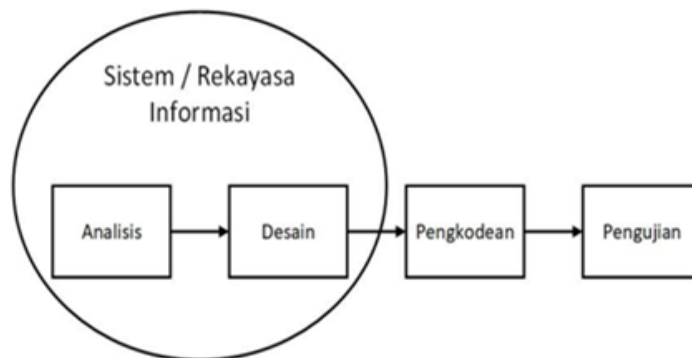 Sistem / Rekayasa
Informasi
Analisis
Desain
Pengkodean
Pengujian